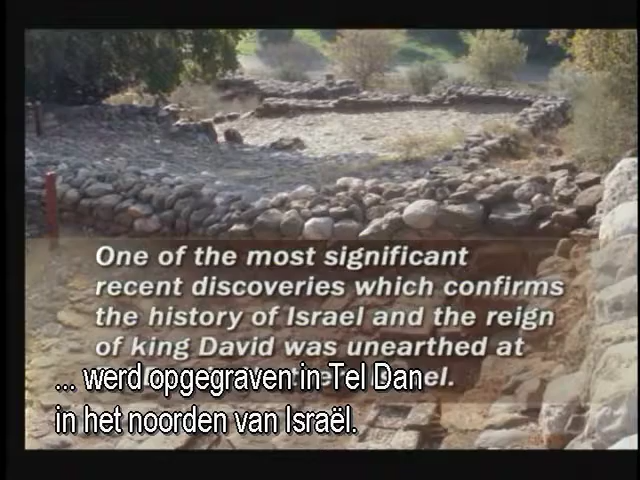 One of the most significant
recent discoveries which confirms
the history of Israel and the reign
of king David was unearthed at
... werd opgegraven in Tel Dan
in het noorden van Israël.